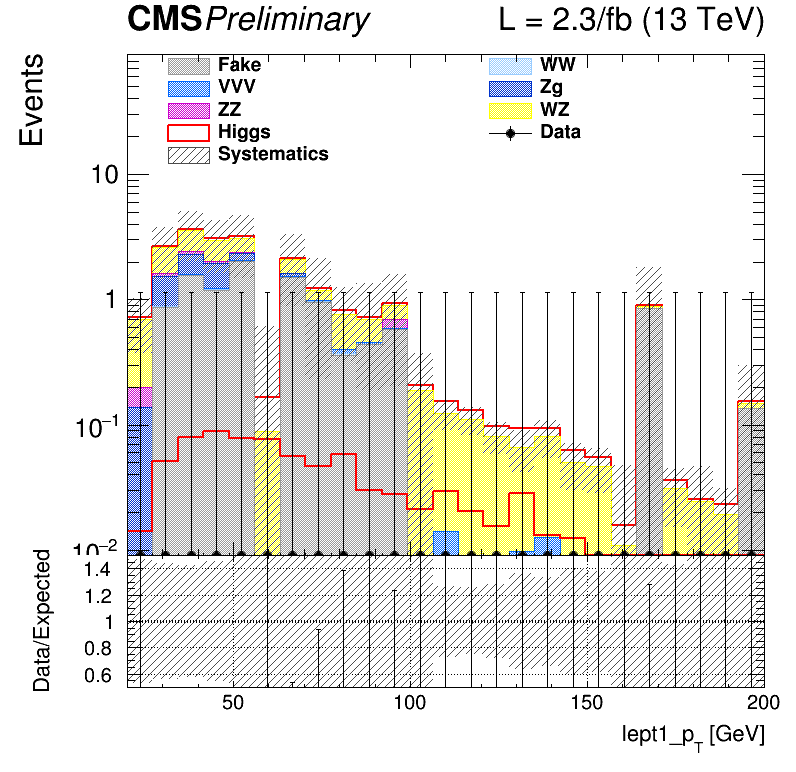 CMS Preliminary L = 2.3/fb (13 TeV)
Events
Fake WW
VVV Zg
ZZ WZ
Higgs Data
Systematics
10
1
10⁻¹
10⁻²
Data/Expected
1.4
1.2
1
0.8
0.6
50 100 150 200
lept1_p_T [GeV]